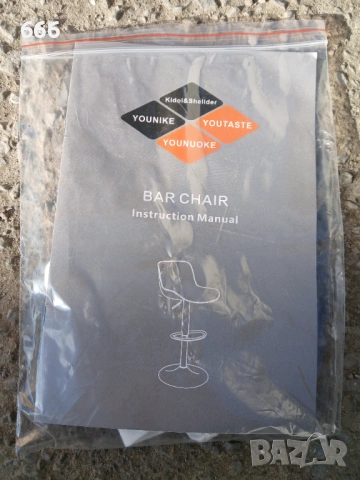 666
Kidol&Shellder
YOUNIKE YOUTASTE
YOUNUOKE
BAR CHAIR
Instruction Manual
BAZAR